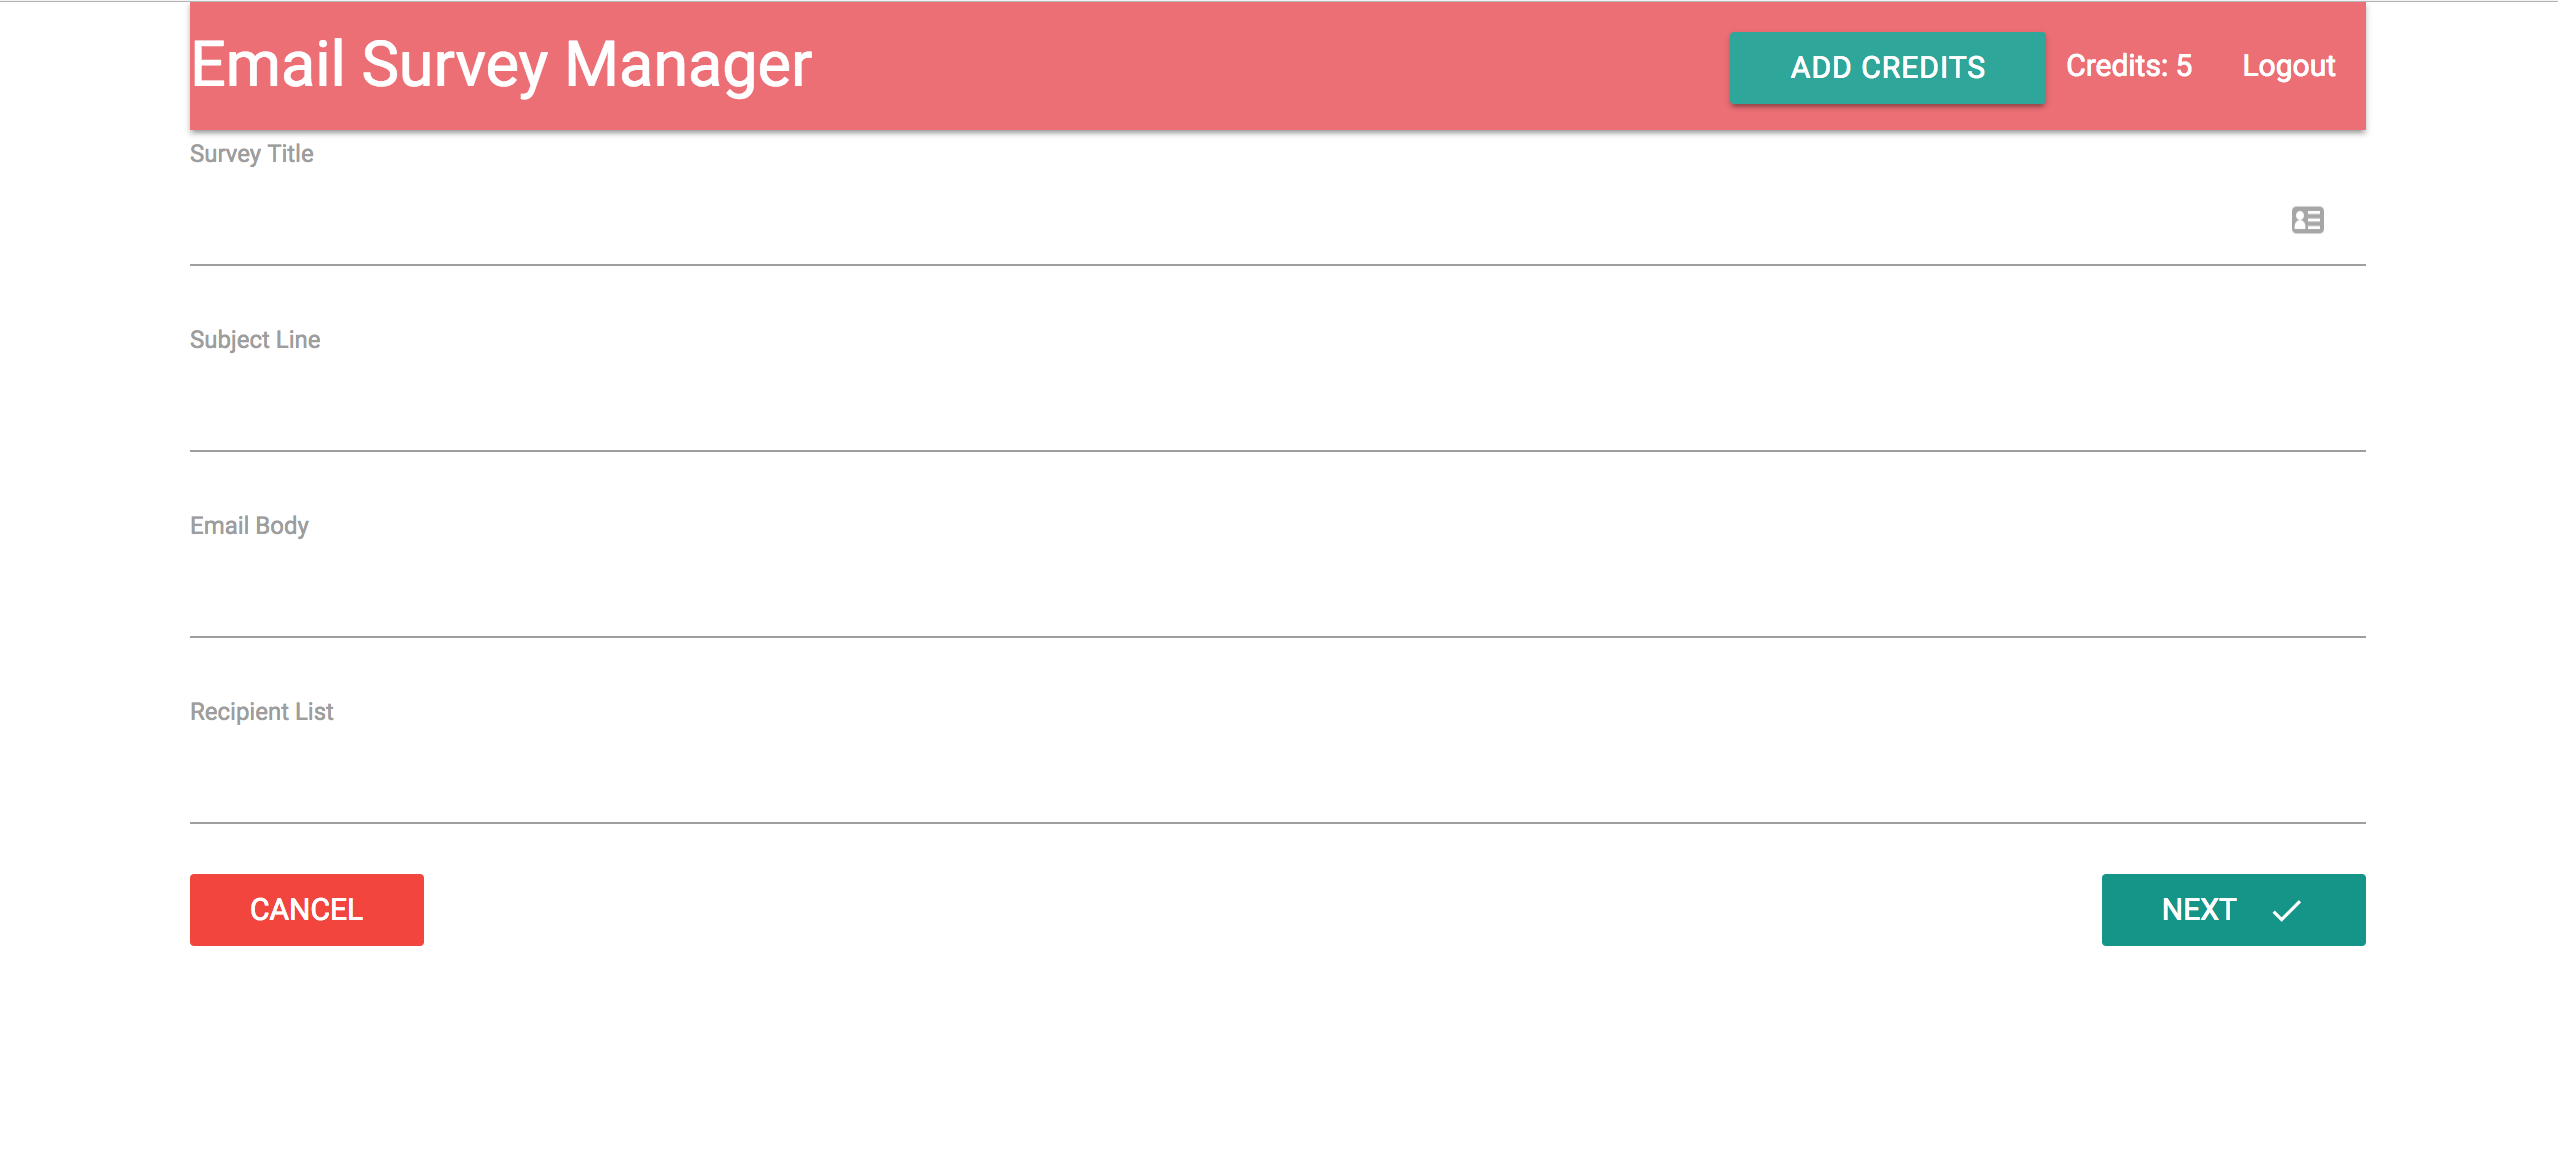 Email Survey Manager
ADD CREDITS
Credits: 5
Logout
Survey Title
Subject Line
Email Body
Recipient List
CANCEL
NEXT